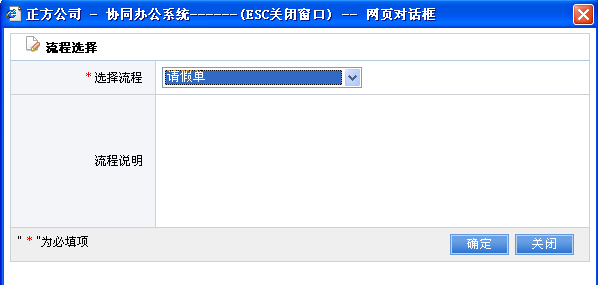 正方公司 - 协同办公系统------(ESC关闭窗口) -- 网页对话框
流程选择
*选择流程 请假单
流程说明
"*"为必填项 确定 关闭